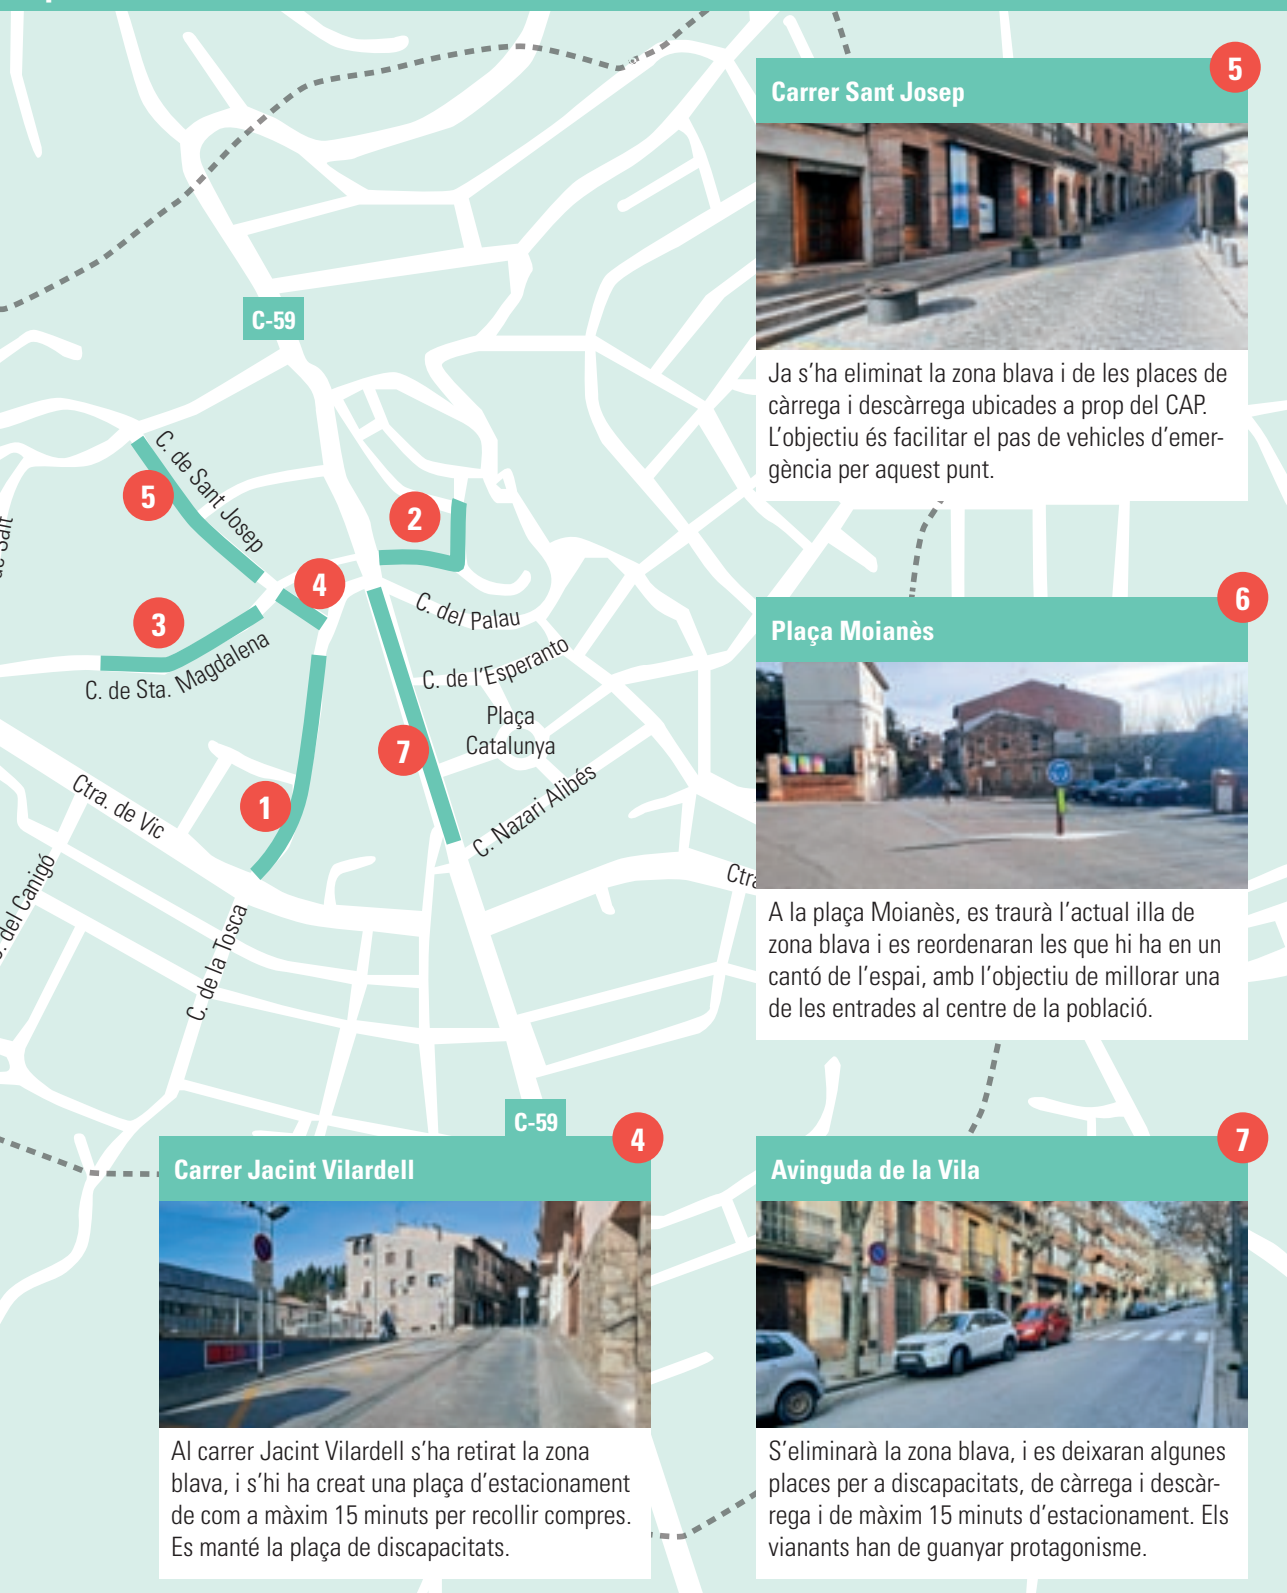 5
Carrer Sant Josep
Ja s’ha eliminat la zona blava i de les places de
càrrega i descàrrega ubicades a prop del CAP.
L’objectiu és facilitar el pas de vehicles d’emer-
gència per aquest punt.
C-59
C. de Sant Josep
5
2
4
3
C. del Palau
C. de Sta. Magdalena
C. de l’Esperanto
Plaça
Catalunya
7
1
Ctra. de Vic
C. Nazari Alibés
del Canigó
C. de la Tosca
6
Plaça Moianès
A la plaça Moianès, es traurà l’actual illa de
zona blava i es reordenaran les que hi ha en un
cantó de l’espai, amb l’objectiu de millorar una
de les entrades al centre de la població.
C-59
4
Carrer Jacint Vilardell
Al carrer Jacint Vilardell s’ha retirat la zona
blava, i s’hi ha creat una plaça d’estacionament
de com a màxim 15 minuts per recollir compres.
Es manté la plaça de discapacitats.
7
Avinguda de la Vila
S’eliminarà la zona blava, i es deixaran algunes
places per a discapacitats, de càrrega i descàr-
rega i de màxim 15 minuts d’estacionament. Els
vianants han de guanyar protagonisme.